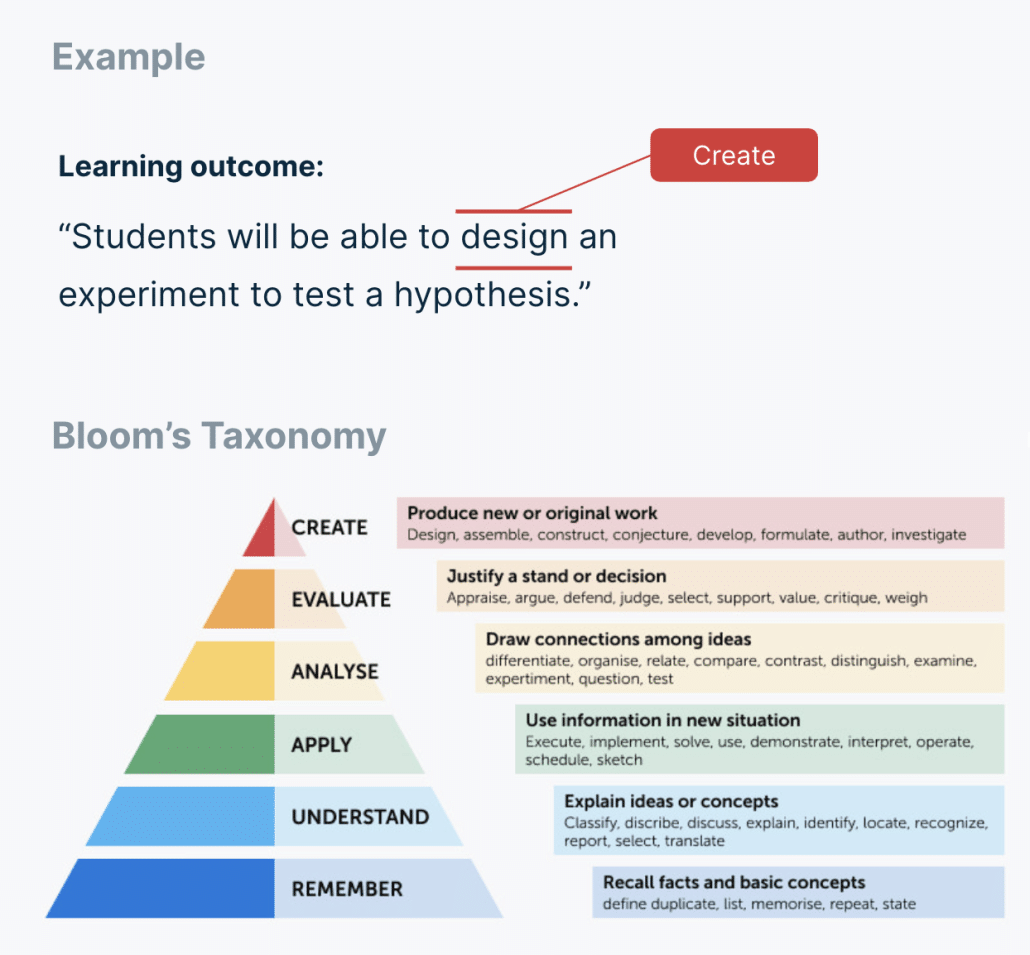 Example
Learning outcome:
Create
“Students will be able to design an
experiment to test a hypothesis.”
Bloom’s Taxonomy
CREATE
Produce new or original work
Design, assemble, construct, conjecture, develop, formulate, author, investigate
EVALUATE
Justify a stand or decision
Appraise, argue, defend, judge, select, support, value, critique, weigh
ANALYSE
Draw connections among ideas
differentiate, organise, relate, compare, contrast, distinguish, examine,
expertiment, question, test
APPLY
Use information in new situation
Execute, implement, solve, use, demonstrate, interpret, operate,
schedule, sketch
UNDERSTAND
Explain ideas or concepts
Classify, discribe, discuss, explain, identify, locate, recognize,
report, select, translate
REMEMBER
Recall facts and basic concepts
define duplicate, list, memorise, repeat, state